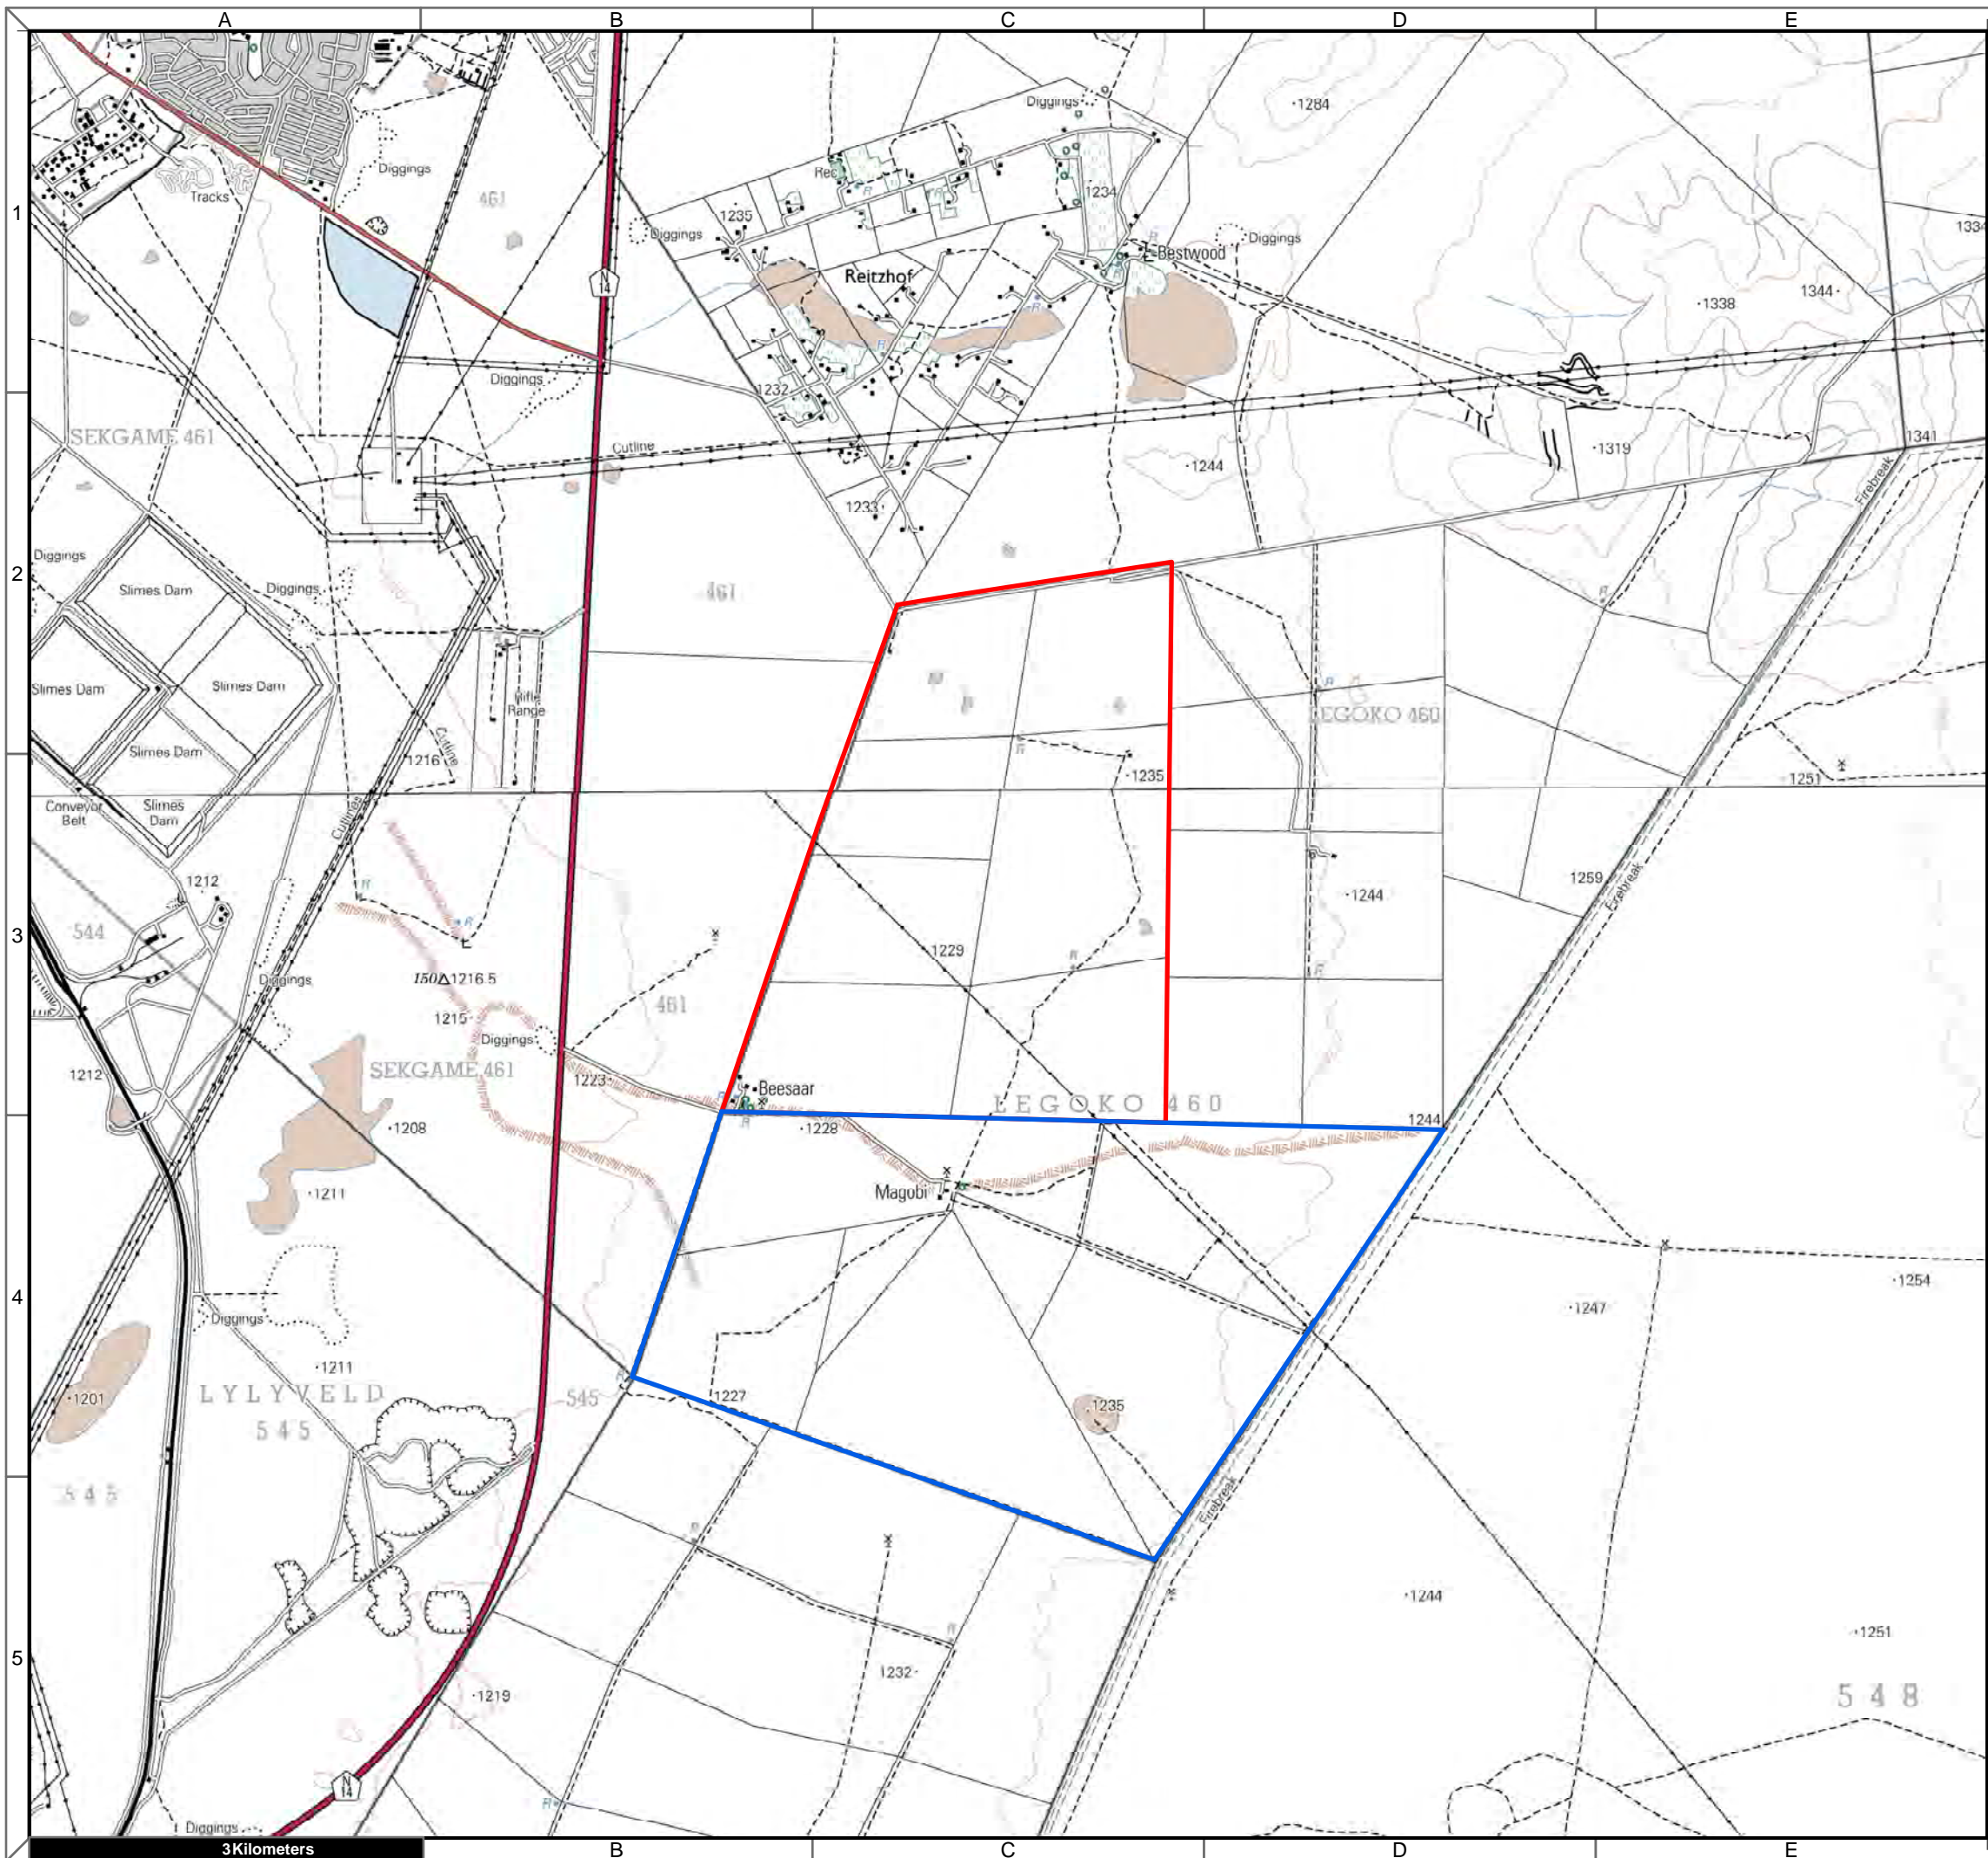 A
B
C
D
E
1
2
3
4
5
Diggings
1284
Diggings
Tracks
461
Rec
R
1234
1235
Diggings
R
Bestwood
Diggings
1334
N
14
Reitzhof
R
1338
1344
R
Diggings
1232
SEKGAME 461
Cutline
1244
1319
1341
Firebreak
1233
Diggings
Slimes Dam
Diggings
461
R
R
Slimes Dam
Slimes Dam
Rifle
Range
R
LEGOKO 460
Slimes Dam
1216
Cutline
R
1235
1251
Conveyor
Belt
Slimes
Dam
Cutlines
1212
R
1244
1259
Firebreak
544
R
1229
R
R
Diggings
150△1216.5
461
1215
Diggings
1212
SEKGAME 461
1223
R
Beesaar
R
LEGOKO 460
1244
1208
1228
1211
Magobi
1254
1247
Diggings
1211
R
1227
1235
1201
LYLYVELD
545
545
545
R
Firebreak
1244
1251
R
1232
548
1219
N
14
R
Diggings
3 Kilometers
B
C
D
E